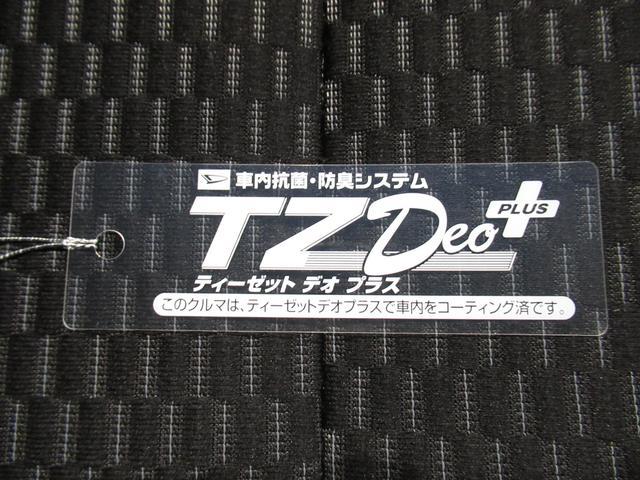 車内抗菌・防臭システム
TZ Deo PLUS
ティーゼット デオ プラス
このクルマは、ティーゼットデオプラスで車内をコーティング済です。